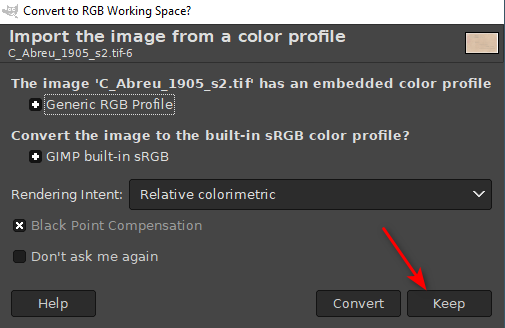 Convert to RGB Working Space?
Import the image from a color profile
C_Abreu_1905_s2.tif-6
The image 'C_Abreu_1905_s2.tif' has an embedded color profile
Generic RGB Profile
Convert the image to the built-in sRGB color profile?
GIMP built-in sRGB
Rendering Intent: Relative colorimetric
Black Point Compensation
Don't ask me again
Help Convert Keep